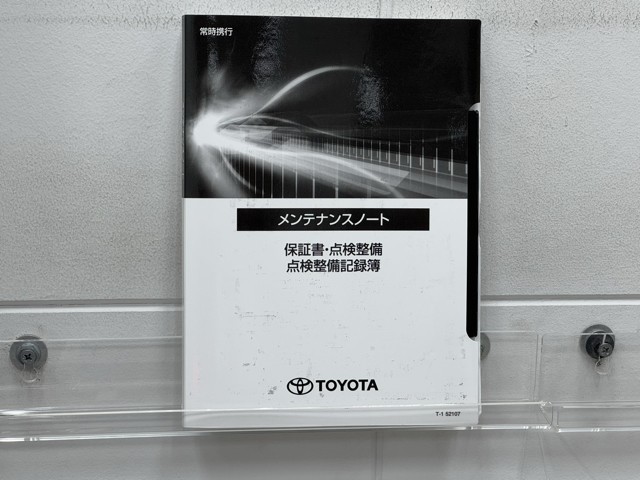 常時携行
メンテナンスノート
保証書・点検整備
点検整備記録簿
TOYOTA
T-1 52107